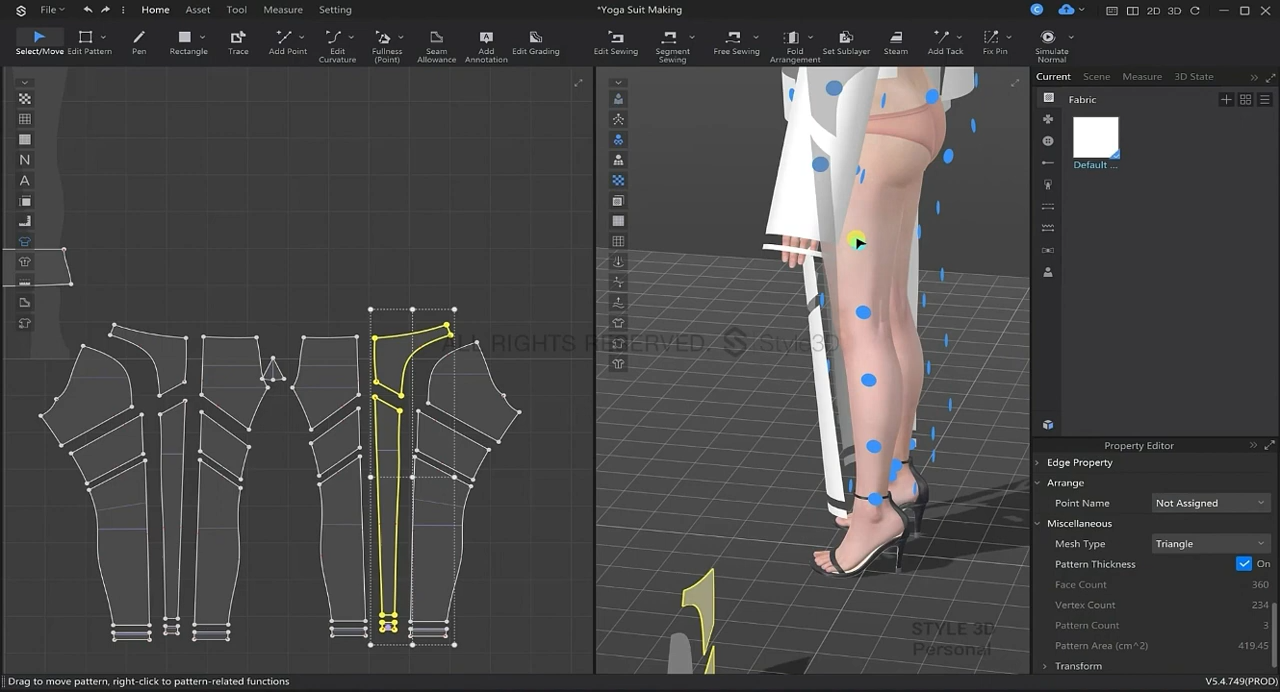 File
Home
Asset
Tool
Measure
Setting
*Yoga Suit Making
C
2D
3D
Select/Move
Edit Pattern
Pen
Rectangle
Trace
Add Point
Edit
Curvature
Fullness
(Point)
Seam
Allowance
Add
Annotation
Edit Grading
Edit Sewing
Segment
Sewing
Free Sewing
Fold
Arrangement
Set Sublayer
Steam
Add Tack
Fix Pin
Simulate
Normal
Current
Scene
Measure
3D State
Fabric
Default ...
N
A
ALL RIGHTS RESERVED Style3D
STYLE 3D
Personal
Property Editor
Edge Property
Arrange
Point Name
Not Assigned
Miscellaneous
Mesh Type
Triangle
Pattern Thickness
On
Face Count
360
Vertex Count
234
Pattern Count
3
Pattern Area (cm^2)
419.45
Transform
Drag to move pattern, right-click to pattern-related functions
V5.4.749(PROD)